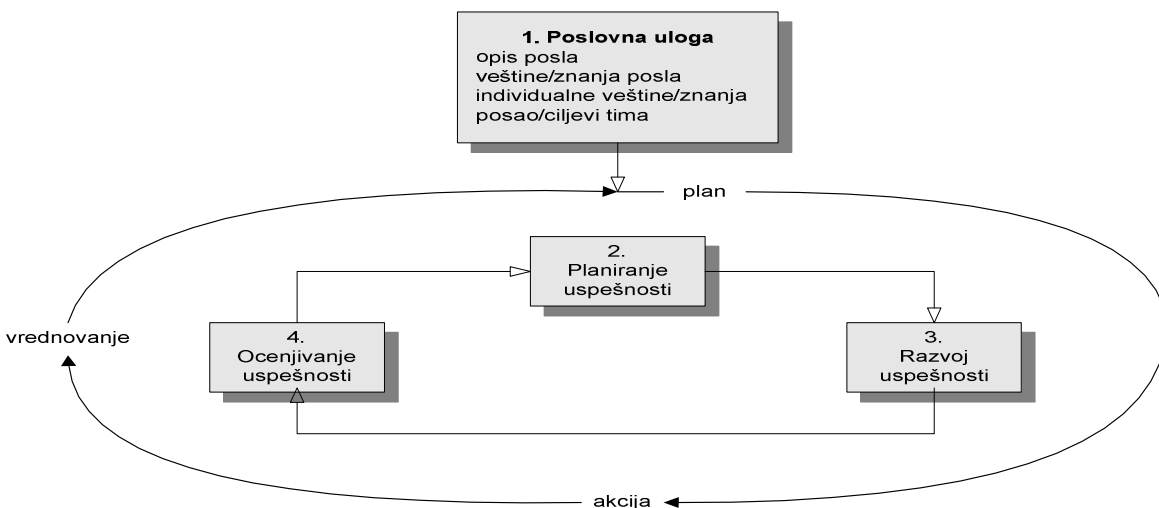 1. Poslovna uloga
opis posla
veštine/znanja posla
individualne veštine/znanja
posao/ciljevi tima
plan
2.
Planiranje
uspešnosti
vrednovanje
4.
Ocenjivanje
uspešnosti
3.
Razvoj
uspešnosti
akcija